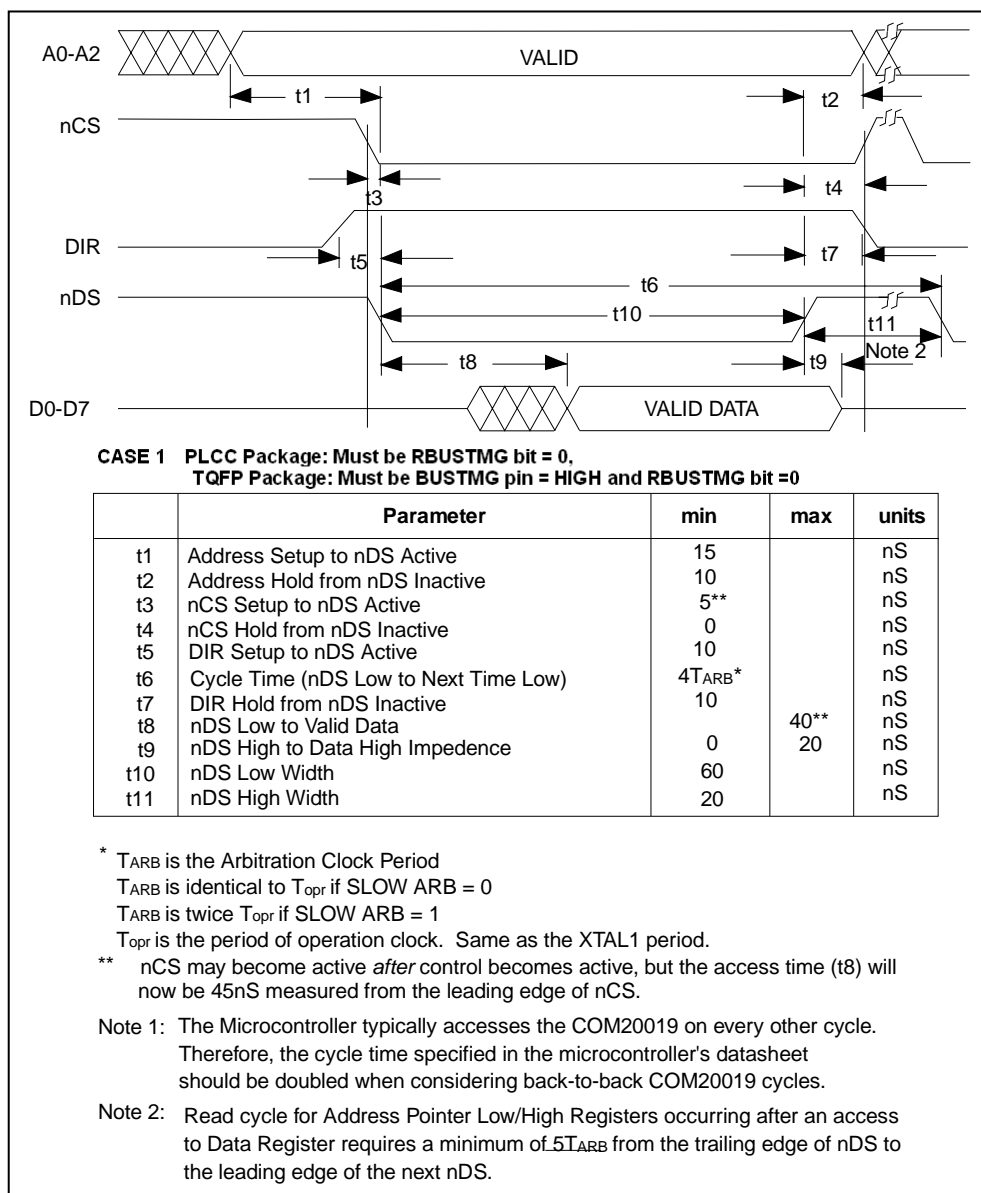 A0-A2
VALID
t1
t2
nCS
t3
t4
DIR
t5
t7
t6
nDS
t10
t11
Note 2
t8
t9
D0-D7
VALID DATA
CASE 1 PLCC Package: Must be RBUSTMG bit = 0,
TQFP Package: Must be BUSTMG pin = HIGH and RBUSTMG bit =0
Parameter min max units
t1 Address Setup to nDS Active 15 nS
t2 Address Hold from nDS Inactive 10 nS
t3 nCS Setup to nDS Active 5** nS
t4 nCS Hold from nDS Inactive 0 nS
t5 DIR Setup to nDS Active 10 nS
t6 Cycle Time (nDS Low to Next Time Low) 4TARB* nS
t7 DIR Hold from nDS Inactive 10 nS
t8 nDS Low to Valid Data 40** nS
t9 nDS High to Data High Impedence 0 20 nS
t10 nDS Low Width 60 nS
t11 nDS High Width 20 nS
* TARB is the Arbitration Clock Period
TARB is identical to Topr if SLOW ARB = 0
TARB is twice Topr if SLOW ARB = 1
Topr is the period of operation clock. Same as the XTAL1 period.
** nCS may become active after control becomes active, but the access time (t8) will
now be 45nS measured from the leading edge of nCS.
Note 1: The Microcontroller typically accesses the COM20019 on every other cycle.
Therefore, the cycle time specified in the microcontroller's datasheet
should be doubled when considering back-to-back COM20019 cycles.
Note 2: Read cycle for Address Pointer Low/High Registers occurring after an access
to Data Register requires a minimum of 5TARB from the trailing edge of nDS to
the leading edge of the next nDS.